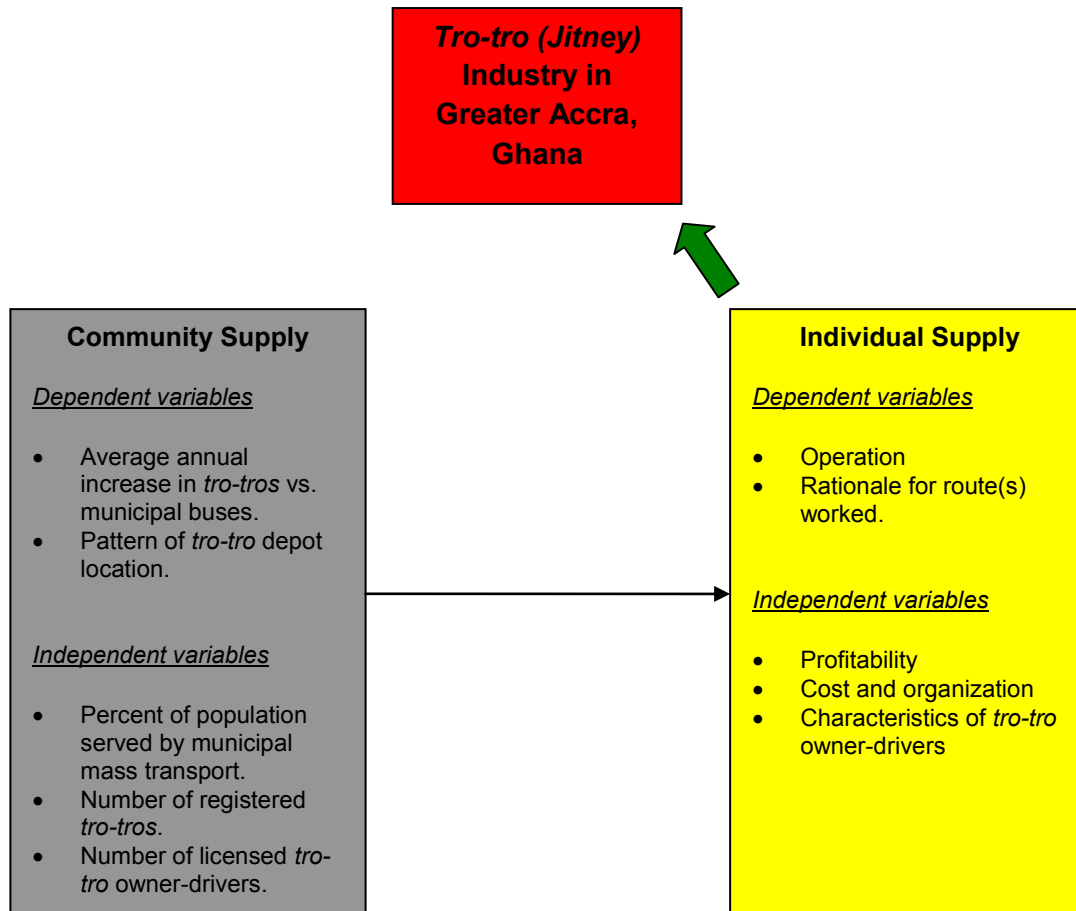 Tro-tro (Jitney)
Industry in
Greater Accra,
Ghana
Community Supply
Dependent variables
• Average annual
increase in tro-tros vs.
municipal buses.
• Pattern of tro-tro depot
location.
Independent variables
• Percent of population
served by municipal
mass transport.
• Number of registered
tro-tros.
• Number of licensed tro-
tro owner-drivers.
Individual Supply
Dependent variables
• Operation
• Rationale for route(s)
worked.
Independent variables
• Profitability
• Cost and organization
• Characteristics of tro-tro
owner-drivers